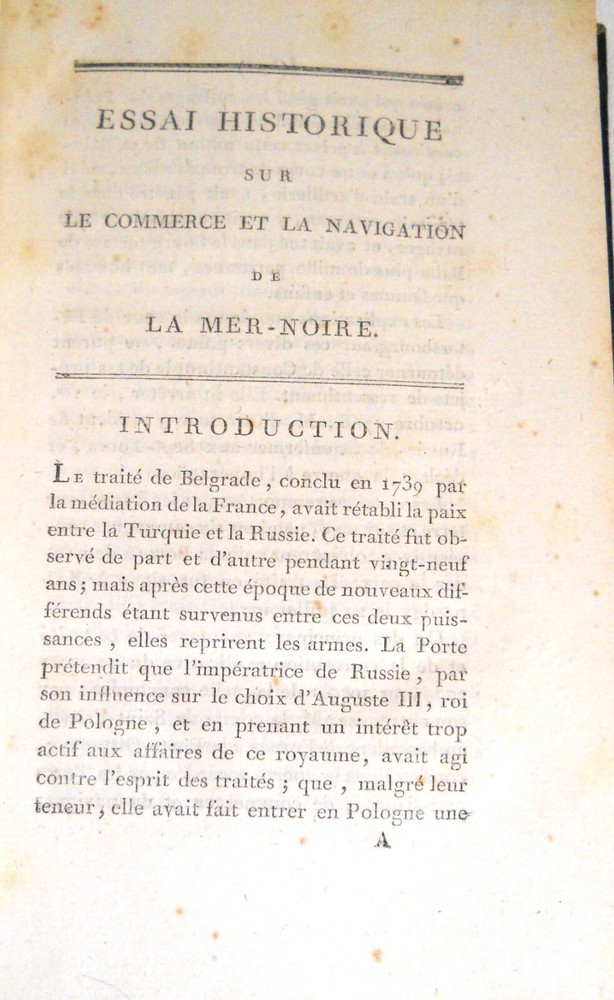 ESSAI HISTORIQUE
SUR
LE COMMERCE ET LA NAVIGATION
DE
LA MER-NOIRE.
INTRODUCTION.
LE traité de Belgrade, conclu en 1739 par
la médiation de la France, avait rétabli la paix
entre la Turquie et la Russie. Ce traité fut ob-
servé de part et d'autre pendant vingt-neuf
ans; mais après cette époque de nouveaux dif-
férends étant survenus entre ces deux puis-
sances, elles reprirent les armes. La Porte
prétendit que l'impératrice de Russie, par
son influence sur le choix d'Auguste III, roi
de Pologne, et en prenant un intérêt trop
actif aux affaires de ce royaume, avait agi
contre l'esprit des traités; que, malgré leur
teneur, elle avait fait entrer en Pologne une
A